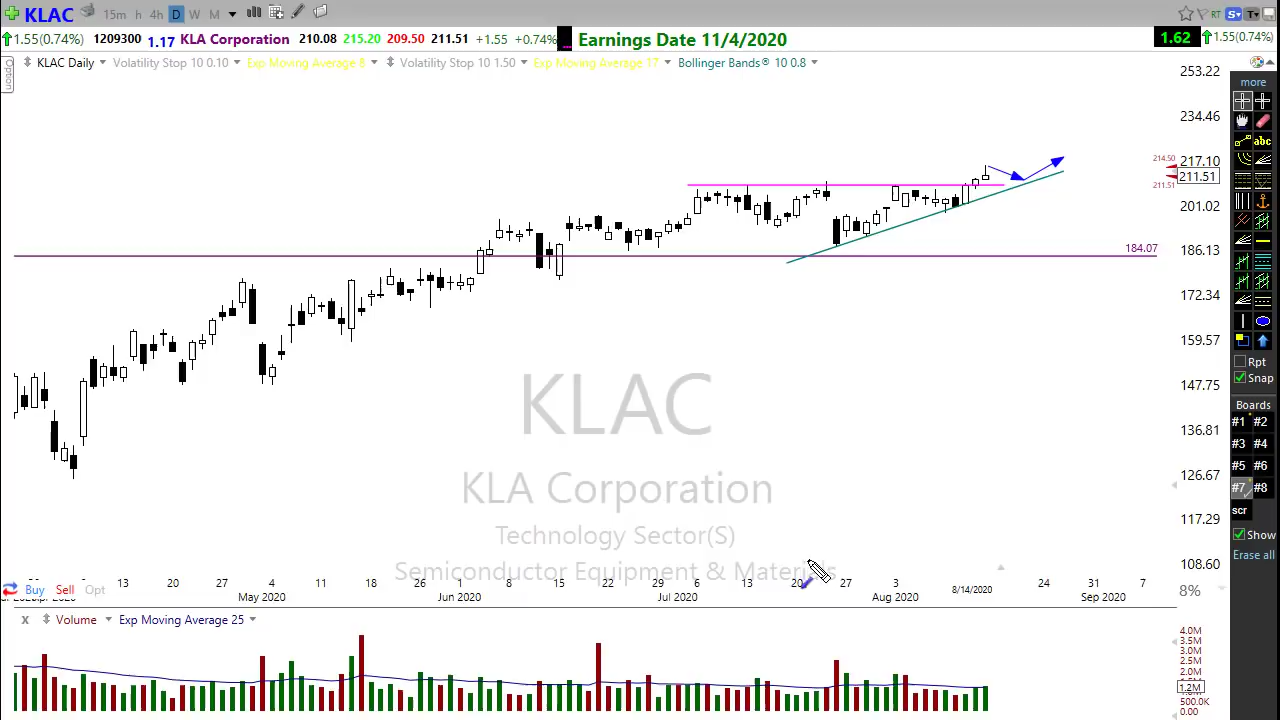 KLAC 15m h 4h D W M RT S T
1.55(0.74%) 1209300 1.17 KLA Corporation 210.08 215.20 209.50 211.51 +1.55 +0.74% Earnings Date 11/4/2020 1.62 1.55(0.74%)
Option
KLAC Daily Volatility Stop 10 0.10 Exp Moving Average 8 Volatility Stop 10 1.50 Exp Moving Average 17 Bollinger Bands® 10 0.8
253.22
234.46
214.50
217.10
211.51
211.51
201.02
184.07
186.13
172.34
159.57
147.75
136.81
126.67
117.29
108.60
KLAC
KLA Corporation
Technology Sector(S)
Semiconductor Equipment & Materials
13 20 27 4 11 18 26 1 8 15 22 29 6 13 20 27 3 24 31 7
May 2020 Jun 2020 Jul 2020 Aug 2020 8/14/2020 Sep 2020
Buy Sell Opt
8%
x Volume Exp Moving Average 25
4.0M
3.5M
3.0M
2.5M
2.0M
1.2M
500.0K
0.00
more
abc
Rpt
Snap
Boards
#1 #2
#3 #4
#5 #6
#7 #8
scr
Show
Erase all